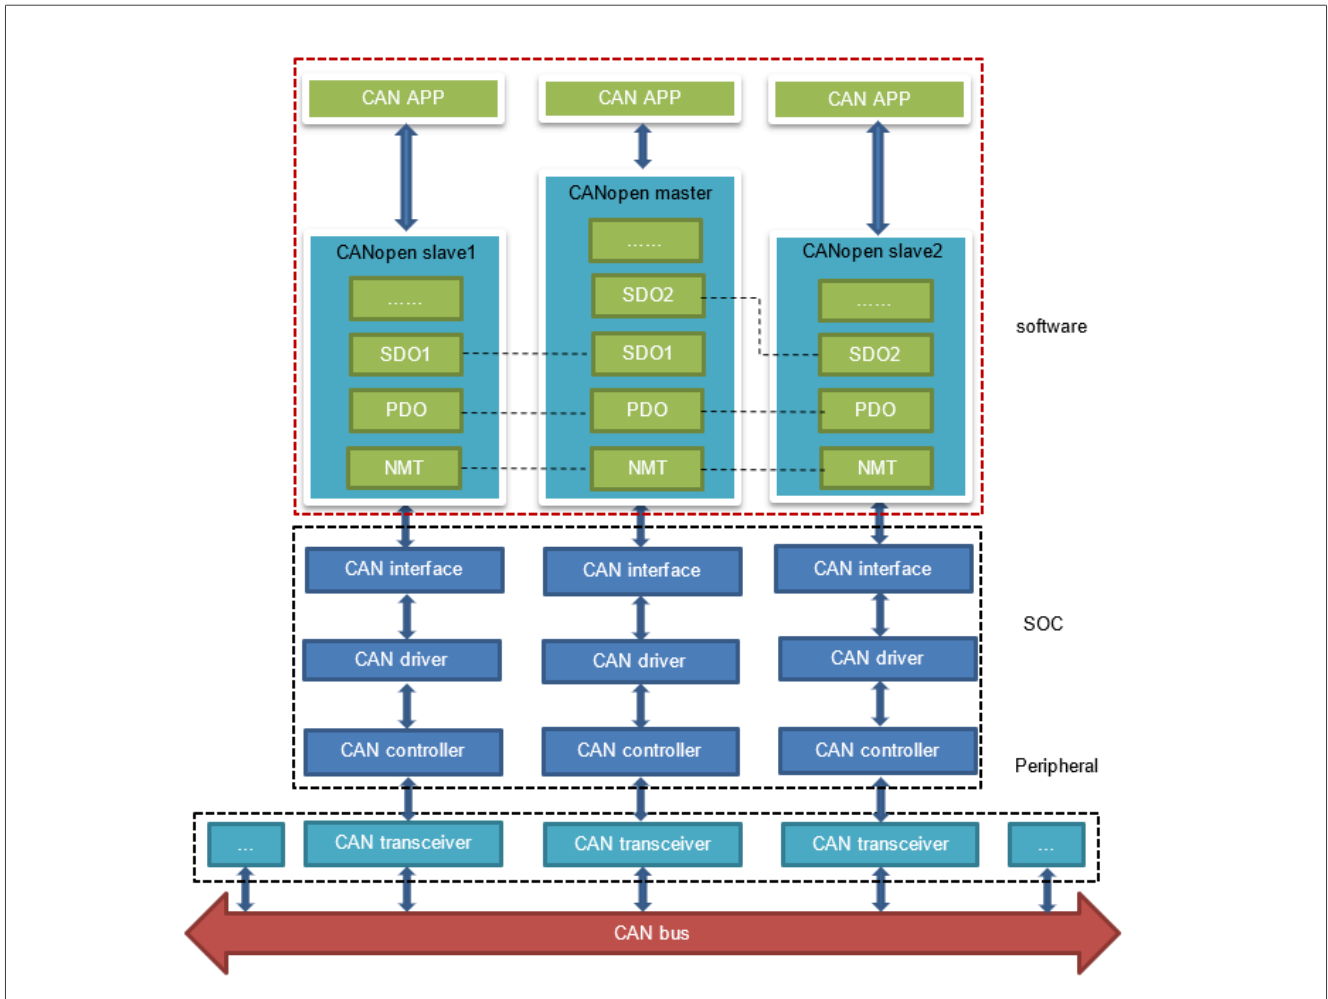 CAN APP
CAN APP
CAN APP
CANopen master
CANopen slave1
CANopen slave2
......
......
......
SDO2
SDO1
SDO1
SDO2
PDO
PDO
PDO
NMT
NMT
NMT
software
CAN interface
CAN interface
CAN interface
SOC
CAN driver
CAN driver
CAN driver
CAN controller
CAN controller
CAN controller
Peripheral
...
CAN transceiver
CAN transceiver
CAN transceiver
...
CAN bus